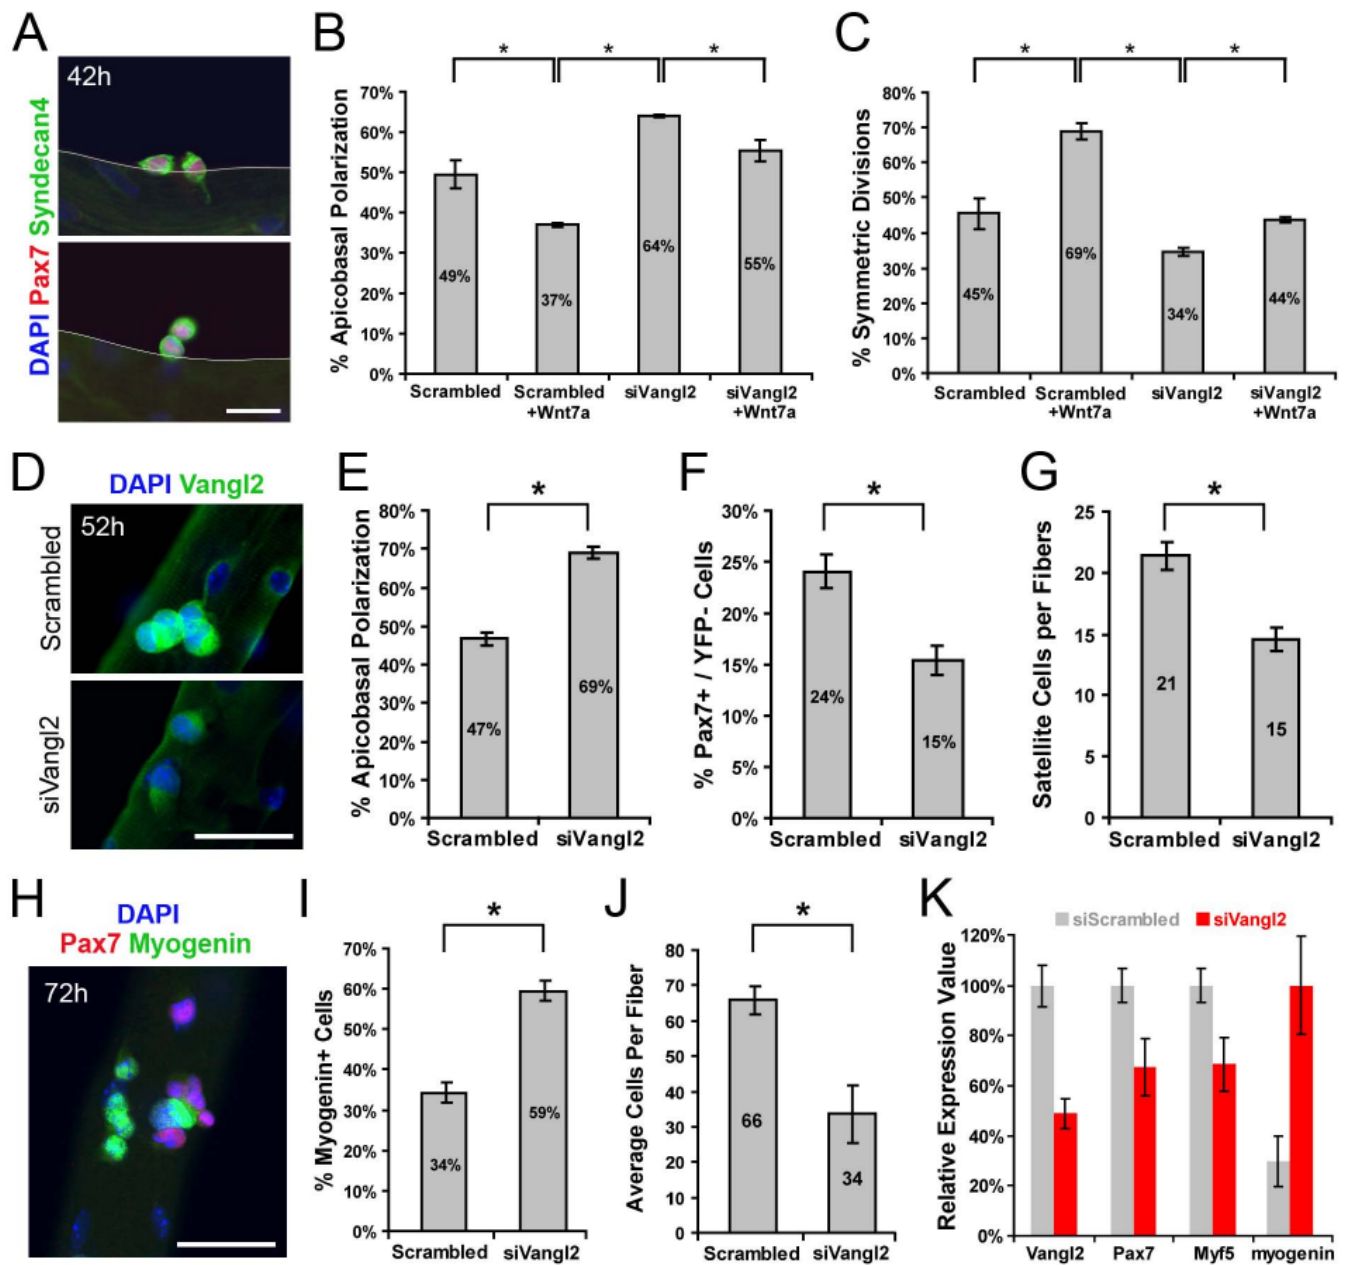 A
42h
DAPI Pax7 Syndecan4
B
* * *
% Apicobasal Polarization
70%
60%
50%
40%
30%
20%
10%
0%
49%
37%
64%
55%
Scrambled
Scrambled
+Wnt7a
siVangl2
siVangl2
+Wnt7a
C
* * *
% Symmetric Divisions
80%
70%
60%
50%
40%
30%
20%
10%
0%
45%
69%
34%
44%
Scrambled
Scrambled
+Wnt7a
siVangl2
siVangl2
+Wnt7a
D
DAPI Vangl2
52h
Scrambled
siVangl2
E
*
% Apicobasal Polarization
80%
70%
60%
50%
40%
30%
20%
10%
0%
47%
69%
Scrambled siVangl2
F
*
% Pax7+ / YFP- Cells
30%
25%
20%
15%
10%
5%
0%
24%
15%
Scrambled siVangl2
G
*
Satellite Cells per Fibers
25
20
15
10
5
0
21
15
Scrambled siVangl2
H
DAPI
Pax7 Myogenin
72h
I
*
% Myogenin+ Cells
70%
60%
50%
40%
30%
20%
10%
0%
34%
59%
Scrambled siVangl2
J
*
Average Cells Per Fiber
80
70
60
50
40
30
20
10
0
66
34
Scrambled siVangl2
K
siScrambled siVangl2
Relative Expression Value
120%
100%
80%
60%
40%
20%
0%
Vangl2 Pax7 Myf5 myogenin